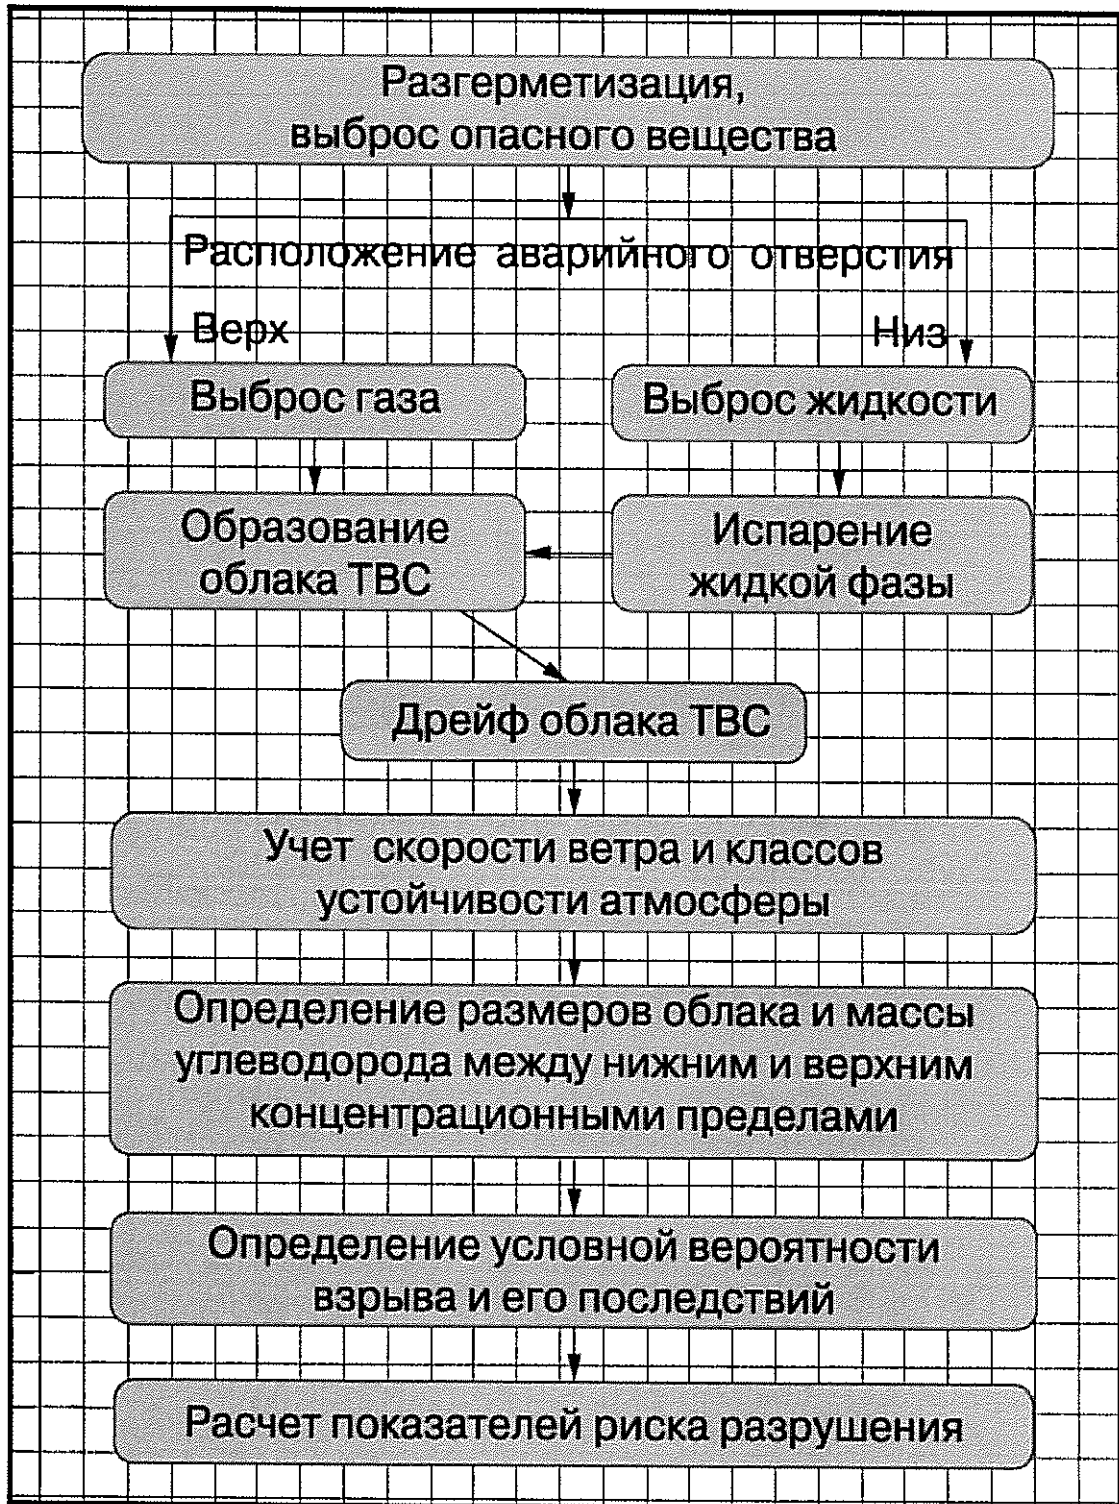 Разгерметизация,
выброс опасного вещества
Расположение аварийного отверстия
Верх
Низ
Выброс газа
Выброс жидкости
Образование
облака ТВС
Испарение
жидкой фазы
Дрейф облака ТВС
Учет скорости ветра и классов
устойчивости атмосферы
Определение размеров облака и массы
углеводорода между нижним и верхним
концентрационными пределами
Определение условной вероятности
взрыва и его последствий
Расчет показателей риска разрушения